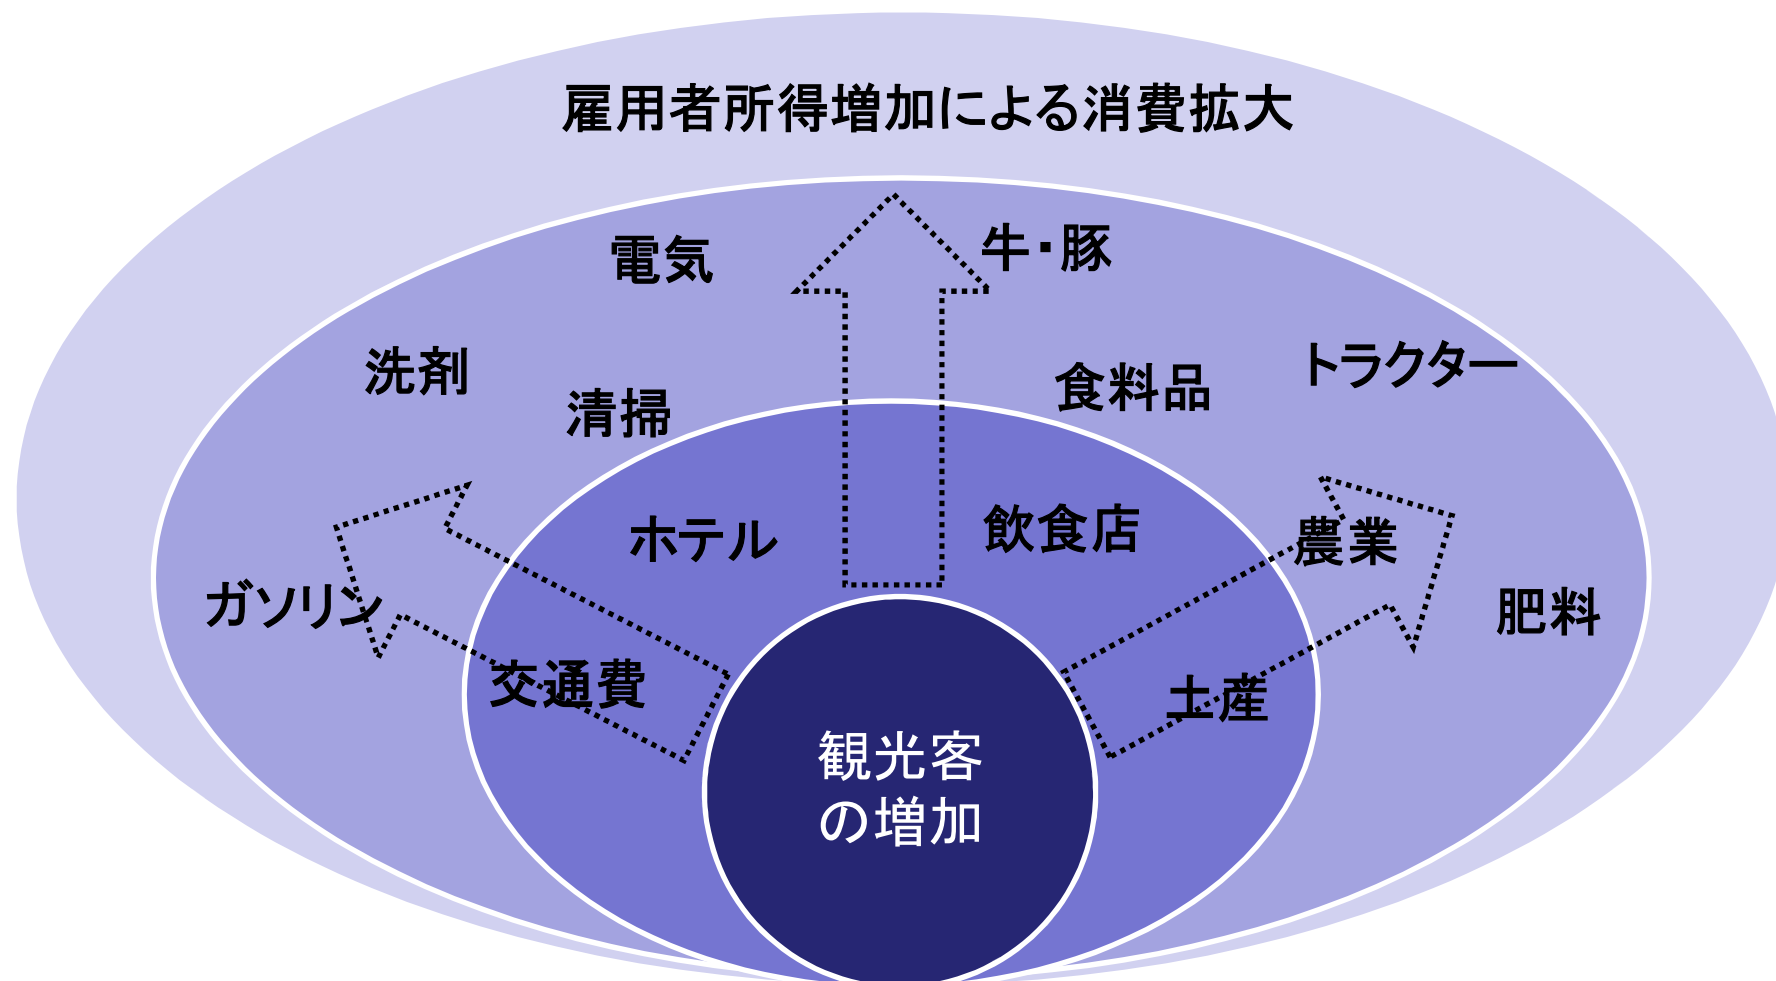 雇用者所得増加による消費拡大
電気
牛・豚
洗剤
清掃
食料品
トラクター
ホテル
飲食店
農業
ガソリン
肥料
交通費
土産
観光客
の増加